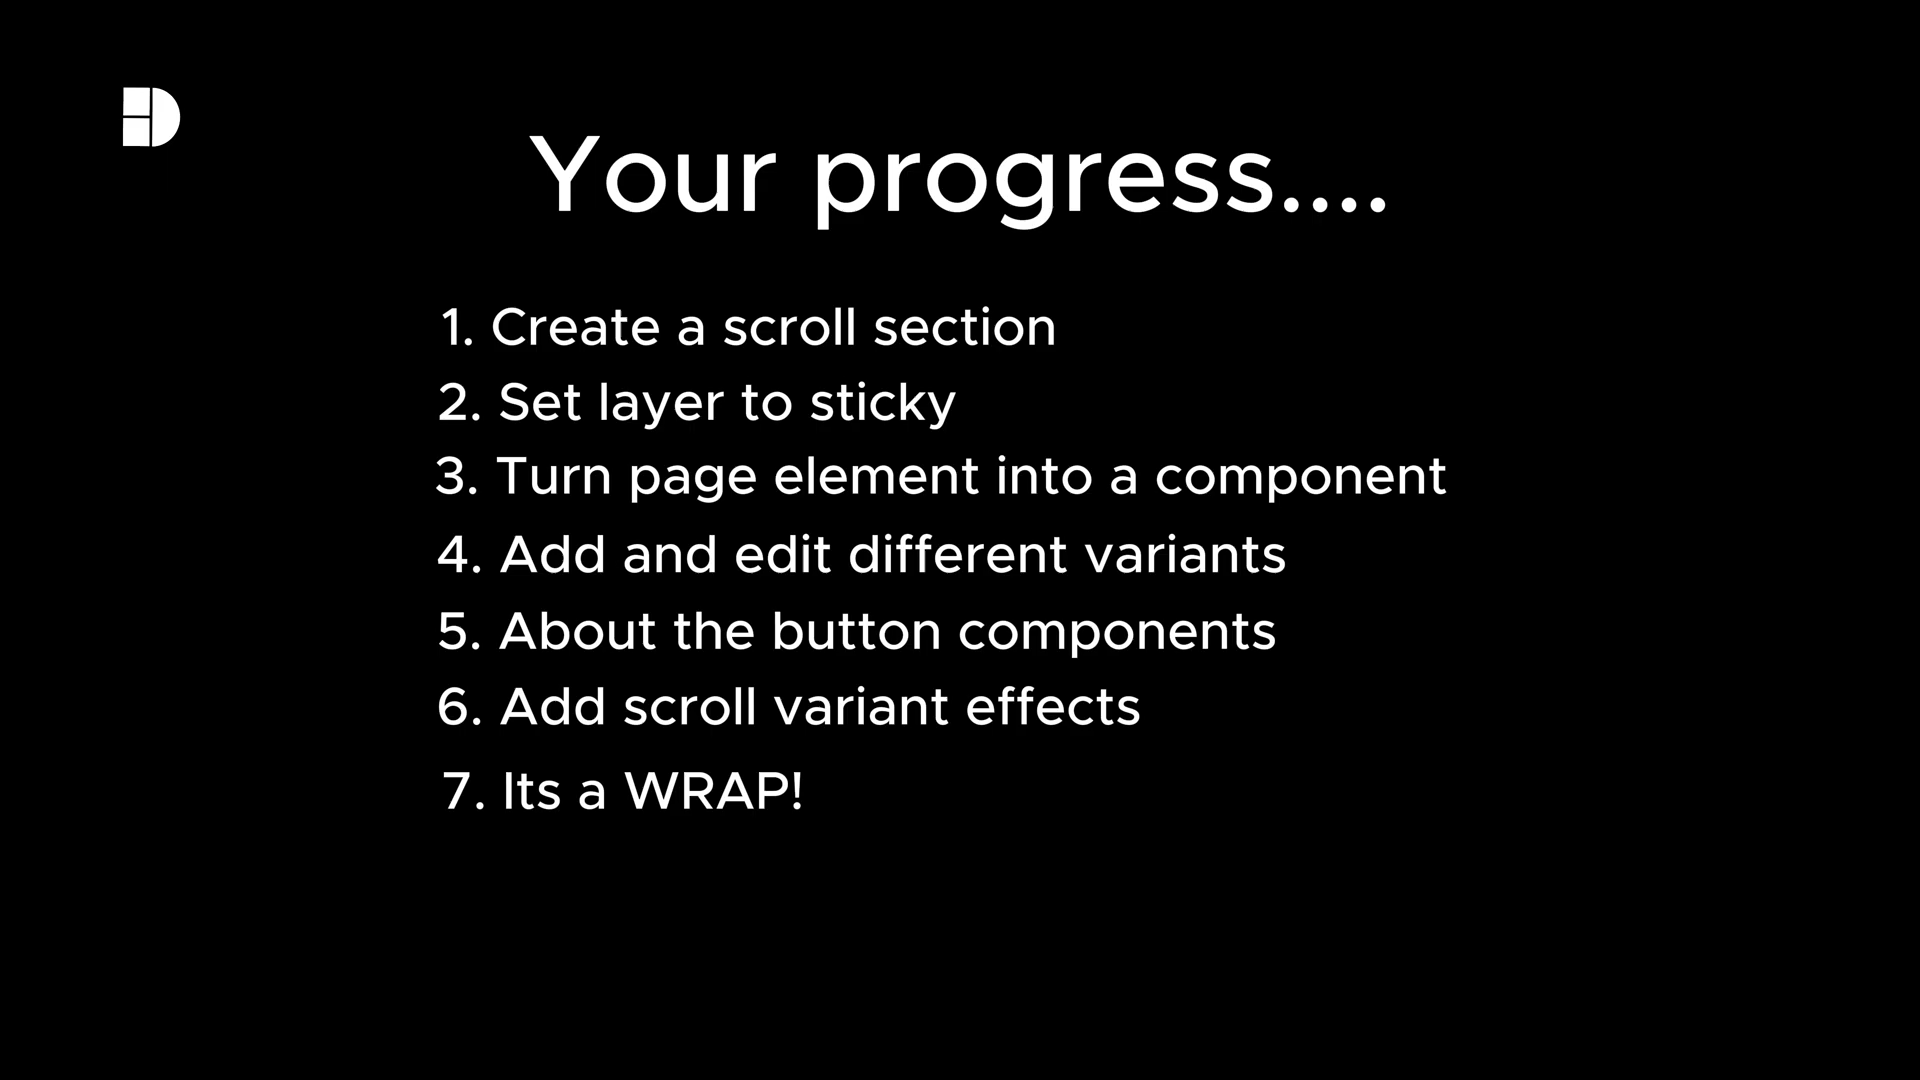 Your progress....
1. Create a scroll section
2. Set layer to sticky
3. Turn page element into a component
4. Add and edit different variants
5. About the button components
6. Add scroll variant effects
7. Its a WRAP!